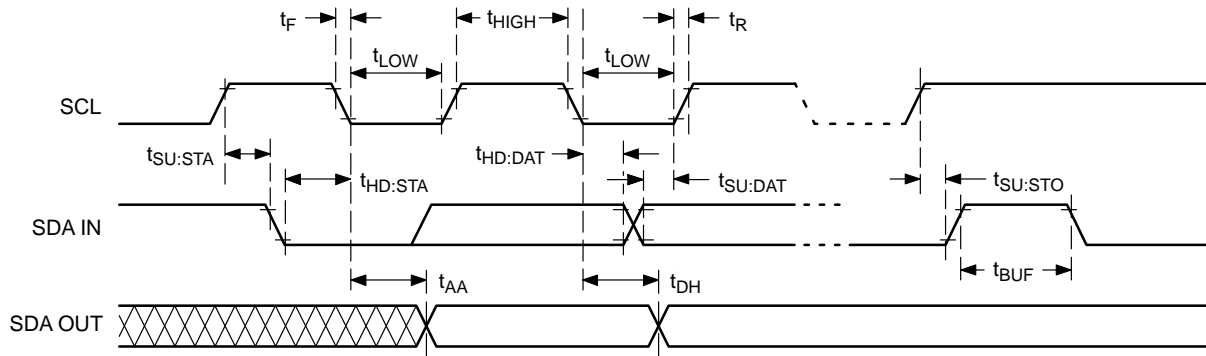 tF
tHIGH
tR
tLOW
tLOW
SCL
tSU:STA
tHD:STA
tHD:DAT
tSU:DAT
tSU:STO
SDA IN
tAA
tDH
tBUF
SDA OUT